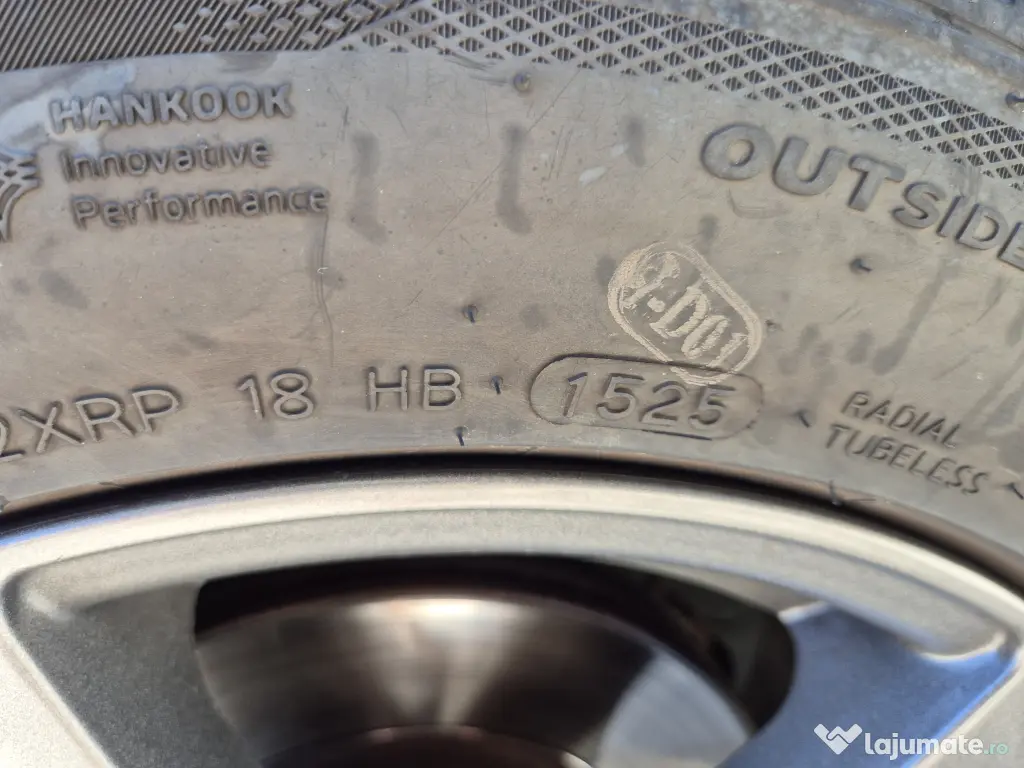 HANKOOK
Innovative
Performance
OUTSIDE
2XRP 18 HB 1525
RADIAL
TUBELESS
lajumate.ro